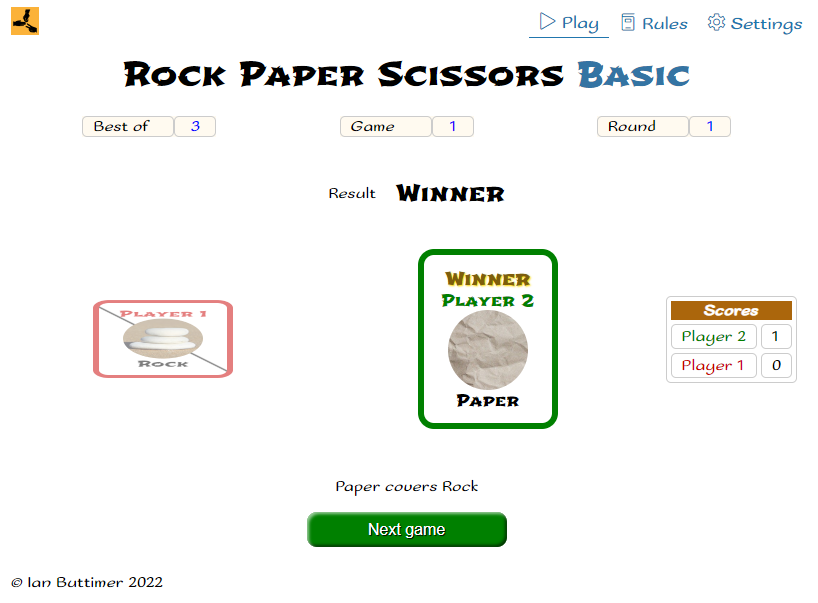 Play Rules Settings
Rock Paper Scissors Basic
Best of 3 Game 1 Round 1
Result Winner
Player 1
Rock
Winner
Player 2
Paper
Scores
Player 2 1
Player 1 0
Paper covers Rock
Next game
© Ian Buttimer 2022